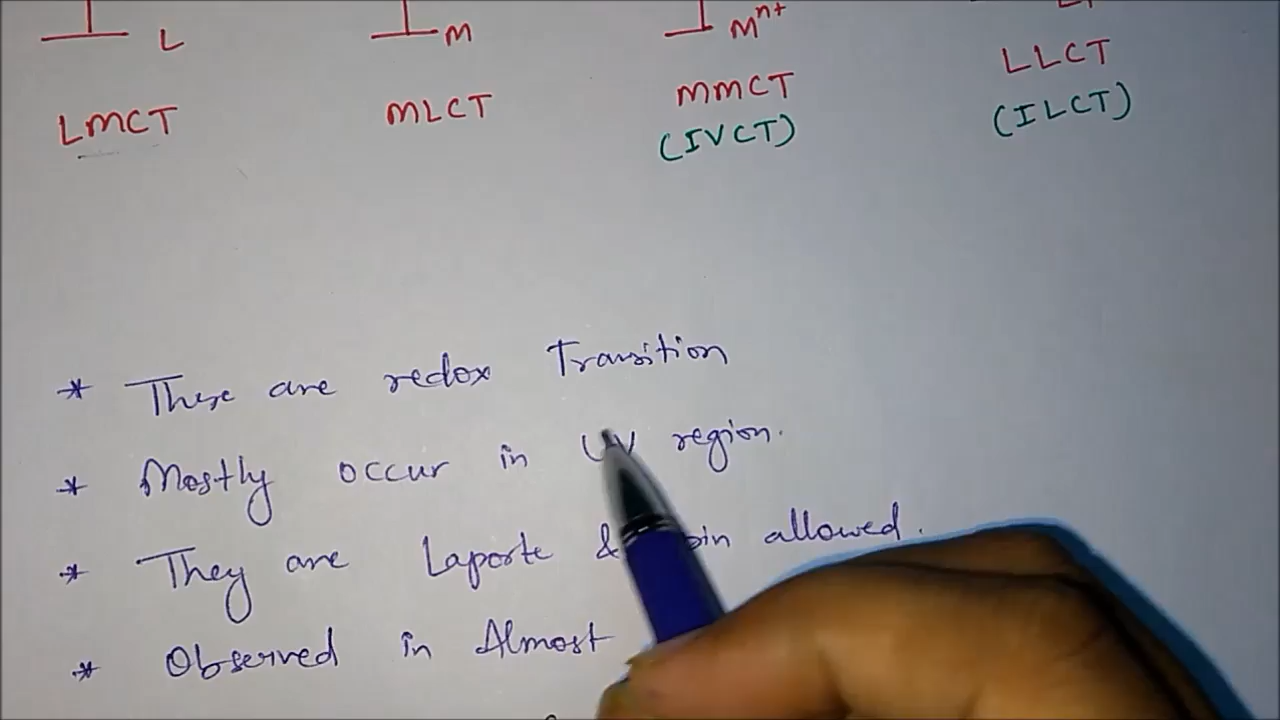 L M M^n+
LMCT MLCT MMCT LLCT
(IVCT) (ILCT)
* These are redox Transition
* Mostly occur in UV region.
* They are Laporte & allowed.
* Observed in Almost